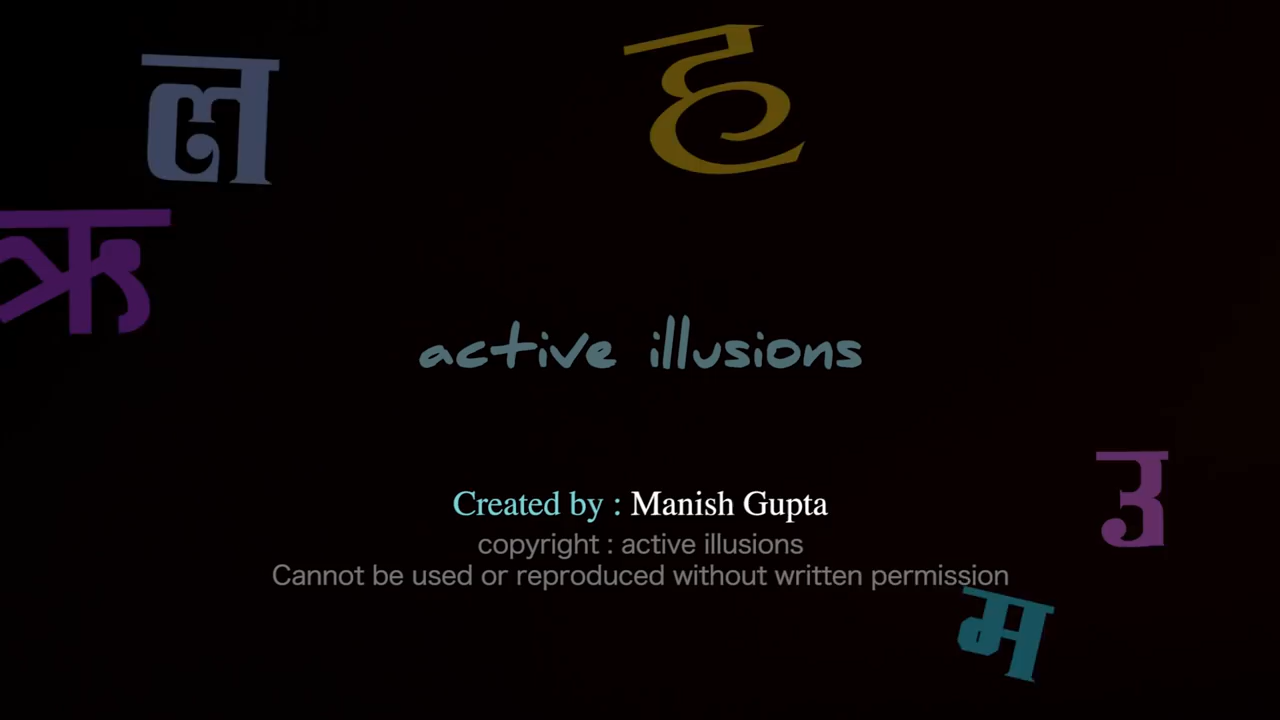 ल
ह
ऋ
active illusions
उ
Created by : Manish Gupta
copyright : active illusions
Cannot be used or reproduced without written permission
म